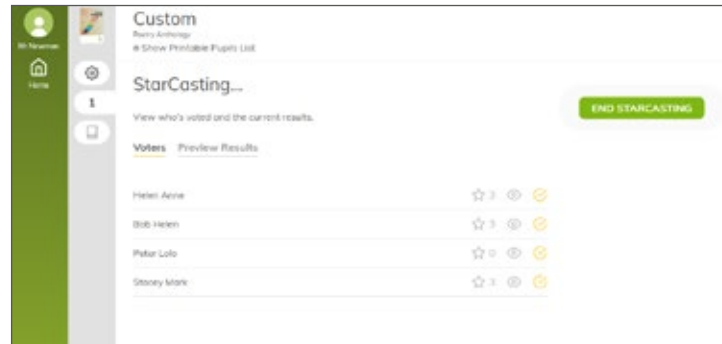 Mr Newman
Home
1
Custom
Poetry Anthology
Show Printable Pupils List
StarCasting...
View who's voted and the current results.
END STARCASTING
Voters Preview Results
Helen Anne 3
Bob Helen 3
Peter Lolo 0
Stacey Mark 3